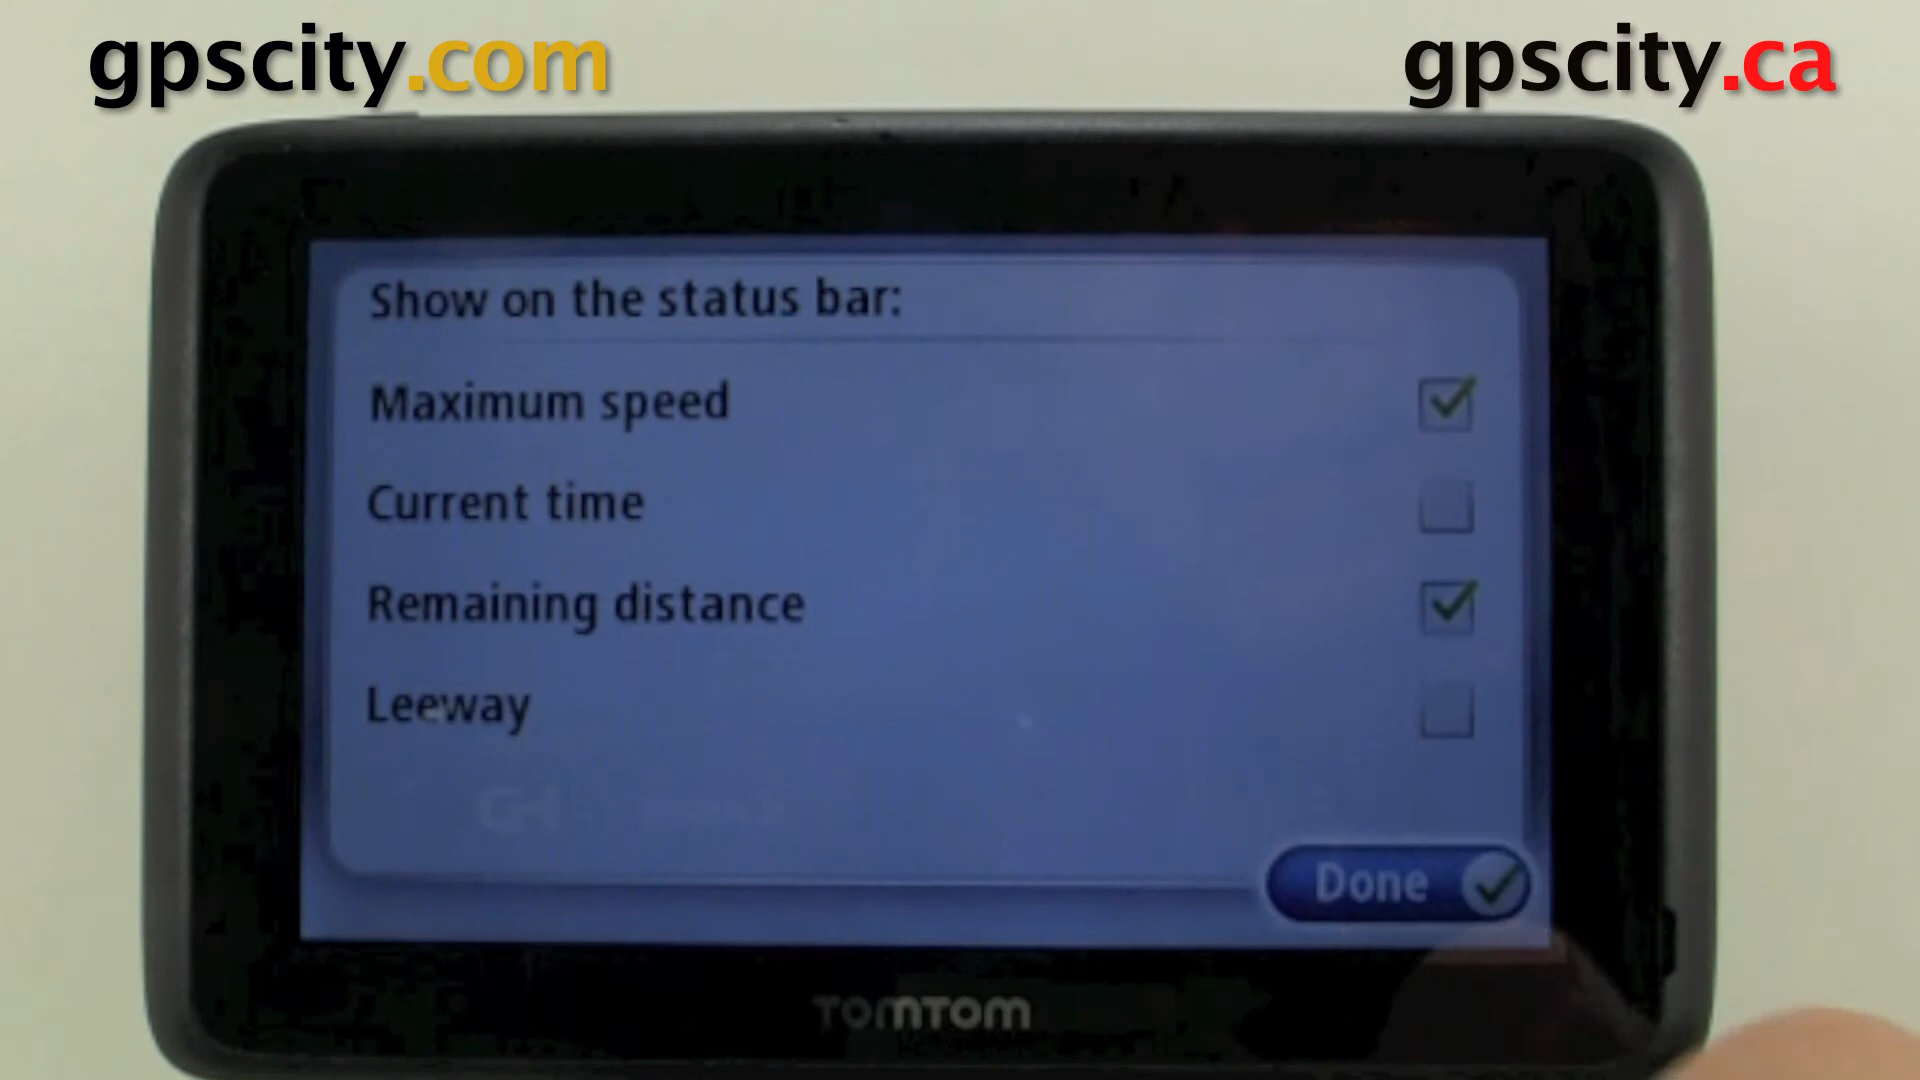 gpscity.com
gpscity.ca
Show on the status bar:
Maximum speed
Current time
Remaining distance
Leeway
Done
TOMTOM